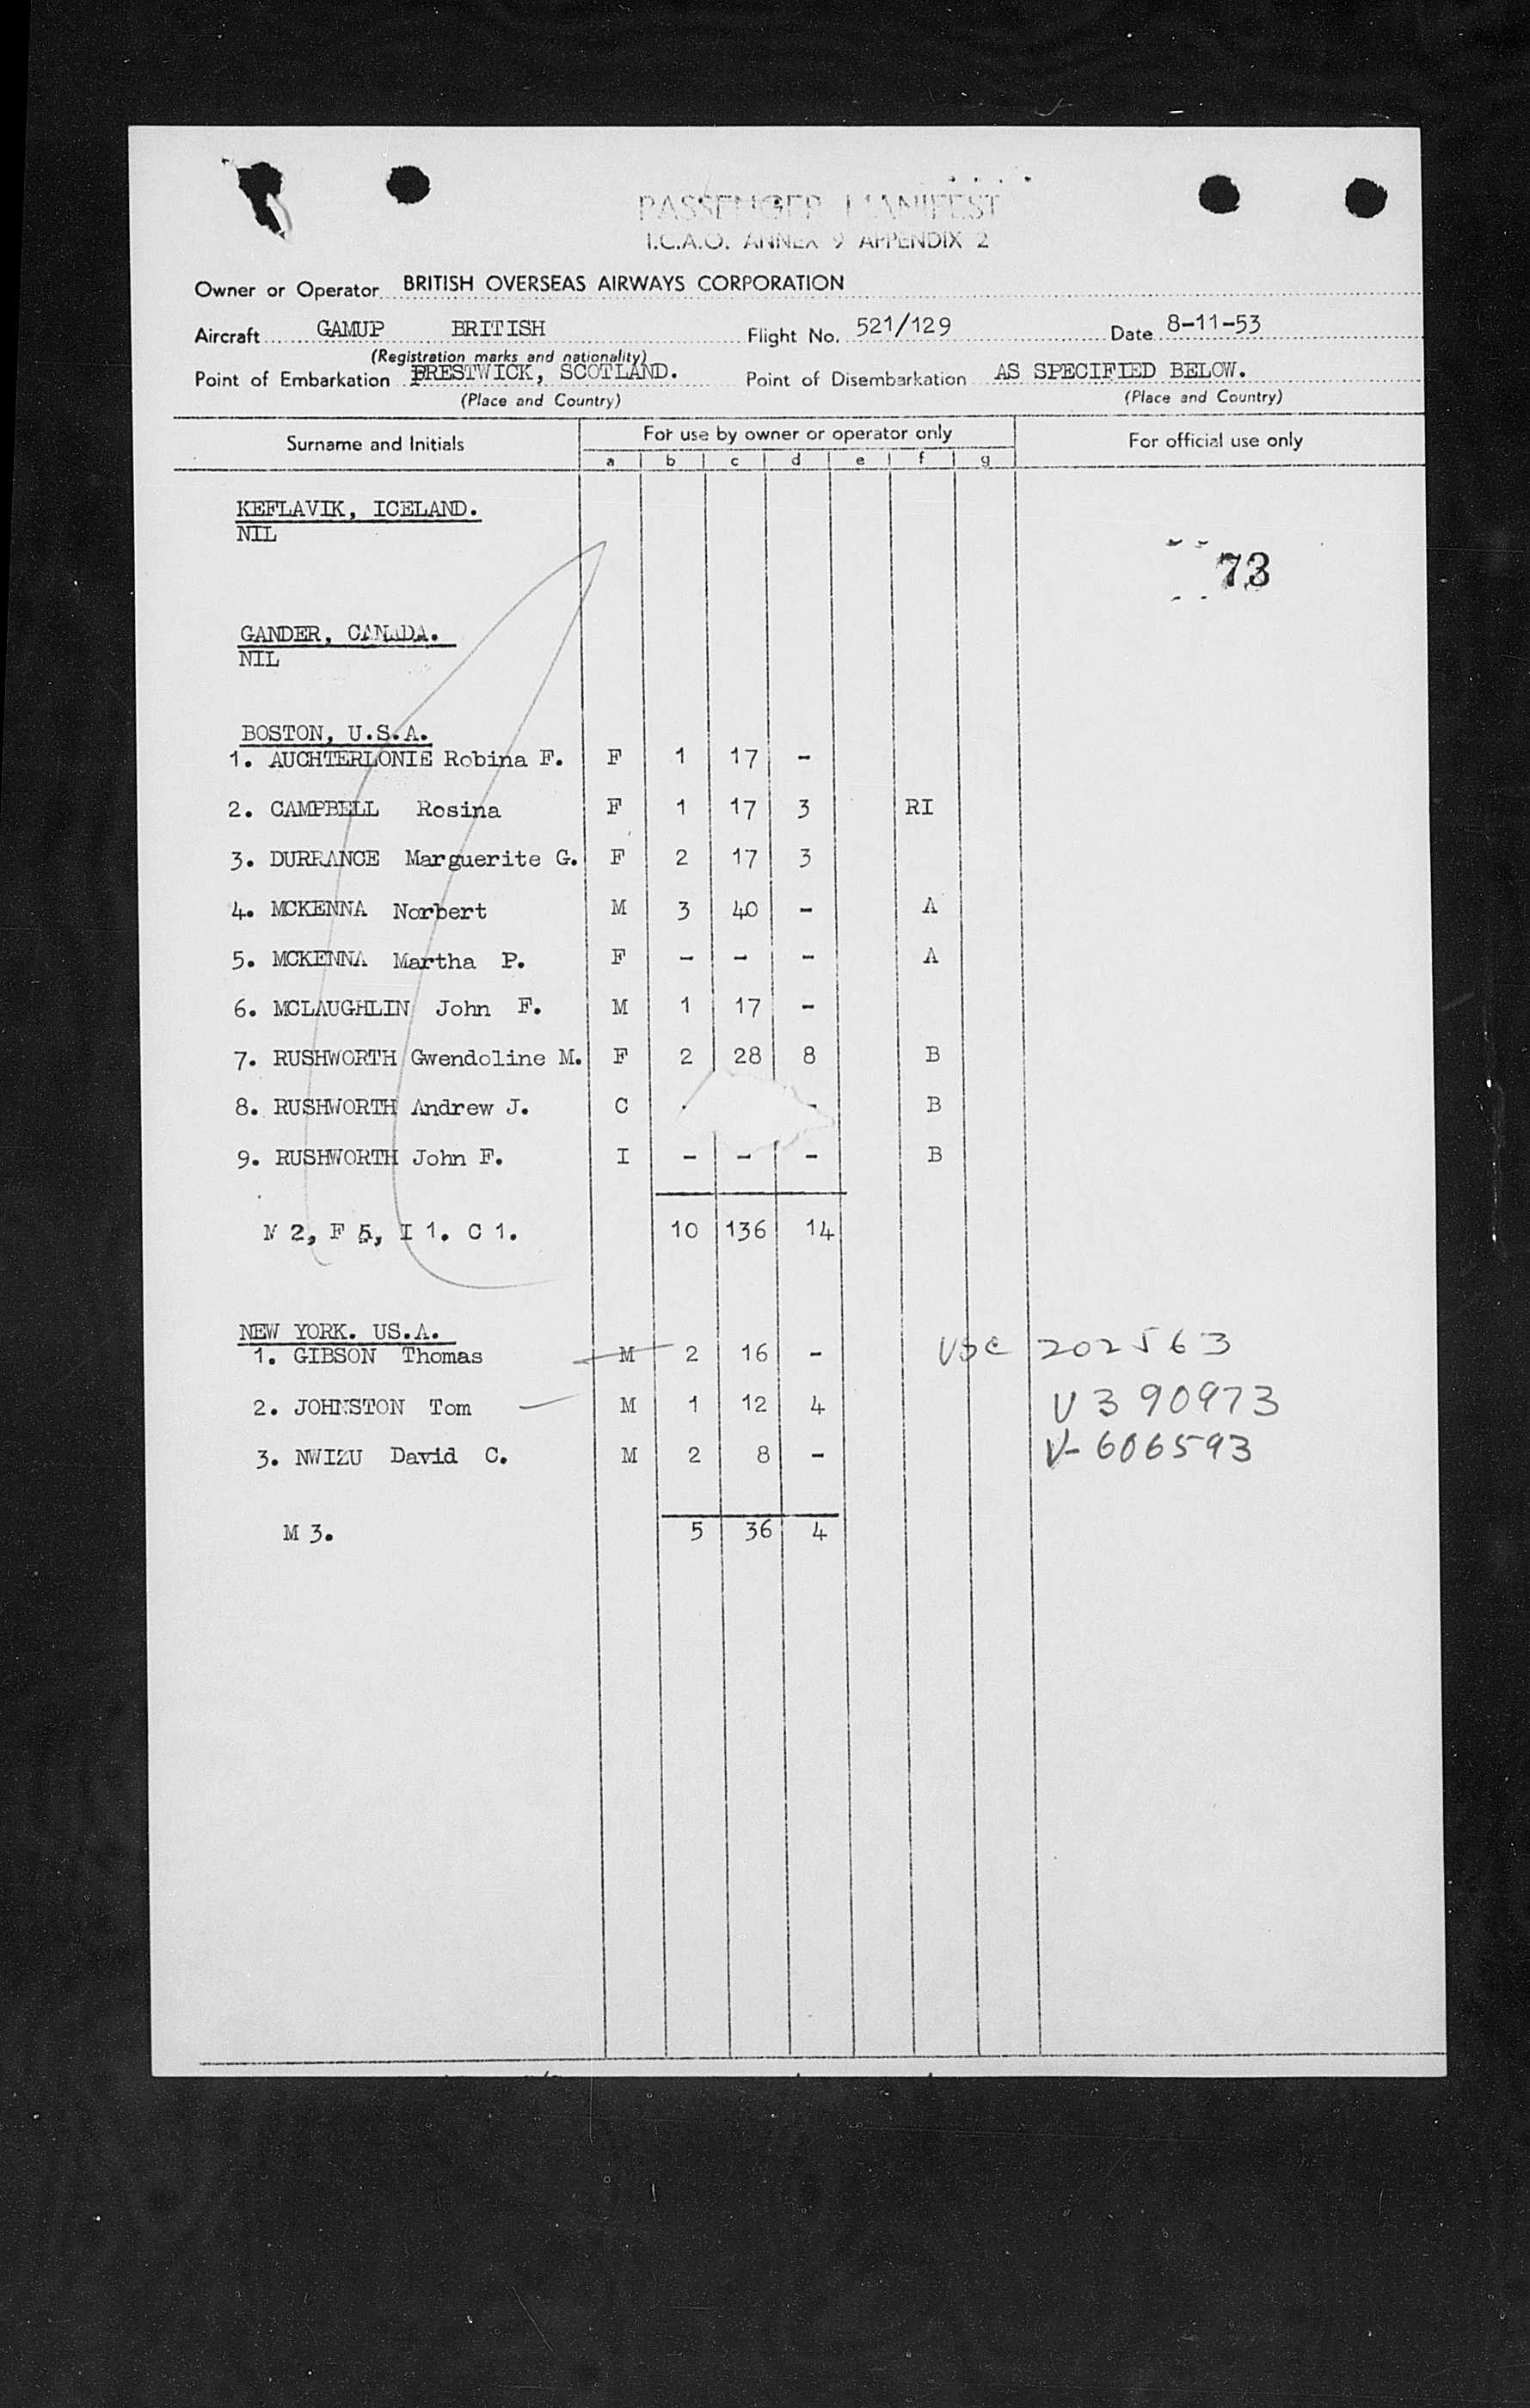 PASSENGER MANIFEST
I.C.A.O. ANNEX 9 APPENDIX 2
Owner or Operator BRITISH OVERSEAS AIRWAYS CORPORATION
Aircraft GAMUP BRITISH Flight No. 521/129 Date 8-11-53
(Registration marks and nationality)
Point of Embarkation PRESTWICK, SCOTLAND. Point of Disembarkation AS SPECIFIED BELOW.
(Place and Country) (Place and Country)
Surname and Initials For use by owner or operator only For official use only
a b c d e f g
KEFLAVIK, ICELAND.
NIL
73
GANDER, CANADA.
NIL
BOSTON, U.S.A.
1. AUCHTERLONIE Robina F. F 1 17 -
2. CAMPBELL Rosina F 1 17 3 RI
3. DURRANCE Marguerite G. F 2 17 3
4. MCKENNA Norbert M 3 40 - A
5. MCKENNA Martha P. F - - - A
6. MCLAUGHLIN John F. M 1 17 -
7. RUSHWORTH Gwendoline M. F 2 28 8 B
8. RUSHWORTH Andrew J. C - B
9. RUSHWORTH John F. I - - - B
M 2, F 5, I 1. C 1. 10 136 14
NEW YORK. US.A.
1. GIBSON Thomas M 2 16 - USC 202563
2. JOHNSTON Tom M 1 12 4 V 390973
3. NWIZU David C. M 2 8 - V-606593
M 3. 5 36 4